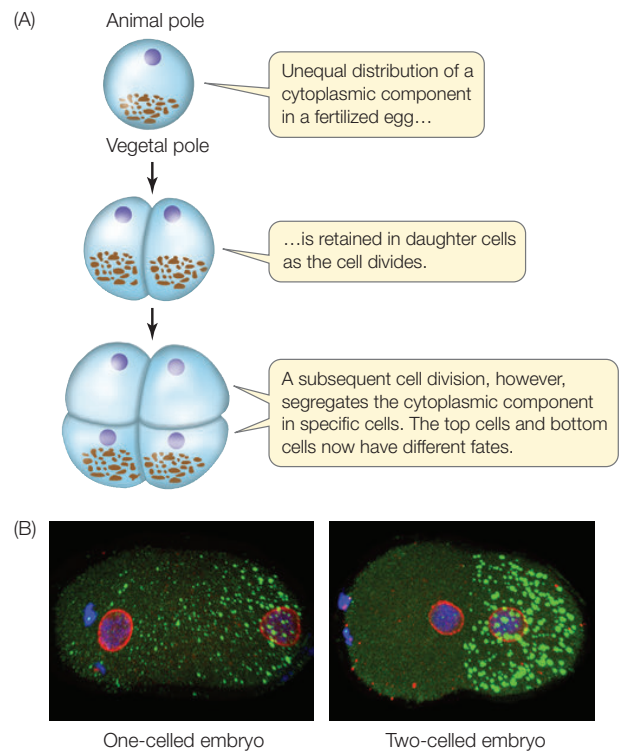 (A)
Animal pole
Unequal distribution of a
cytoplasmic component
in a fertilized egg…
Vegetal pole
…is retained in daughter cells
as the cell divides.
A subsequent cell division, however,
segregates the cytoplasmic component
in specific cells. The top cells and bottom
cells now have different fates.
(B)
One-celled embryo
Two-celled embryo